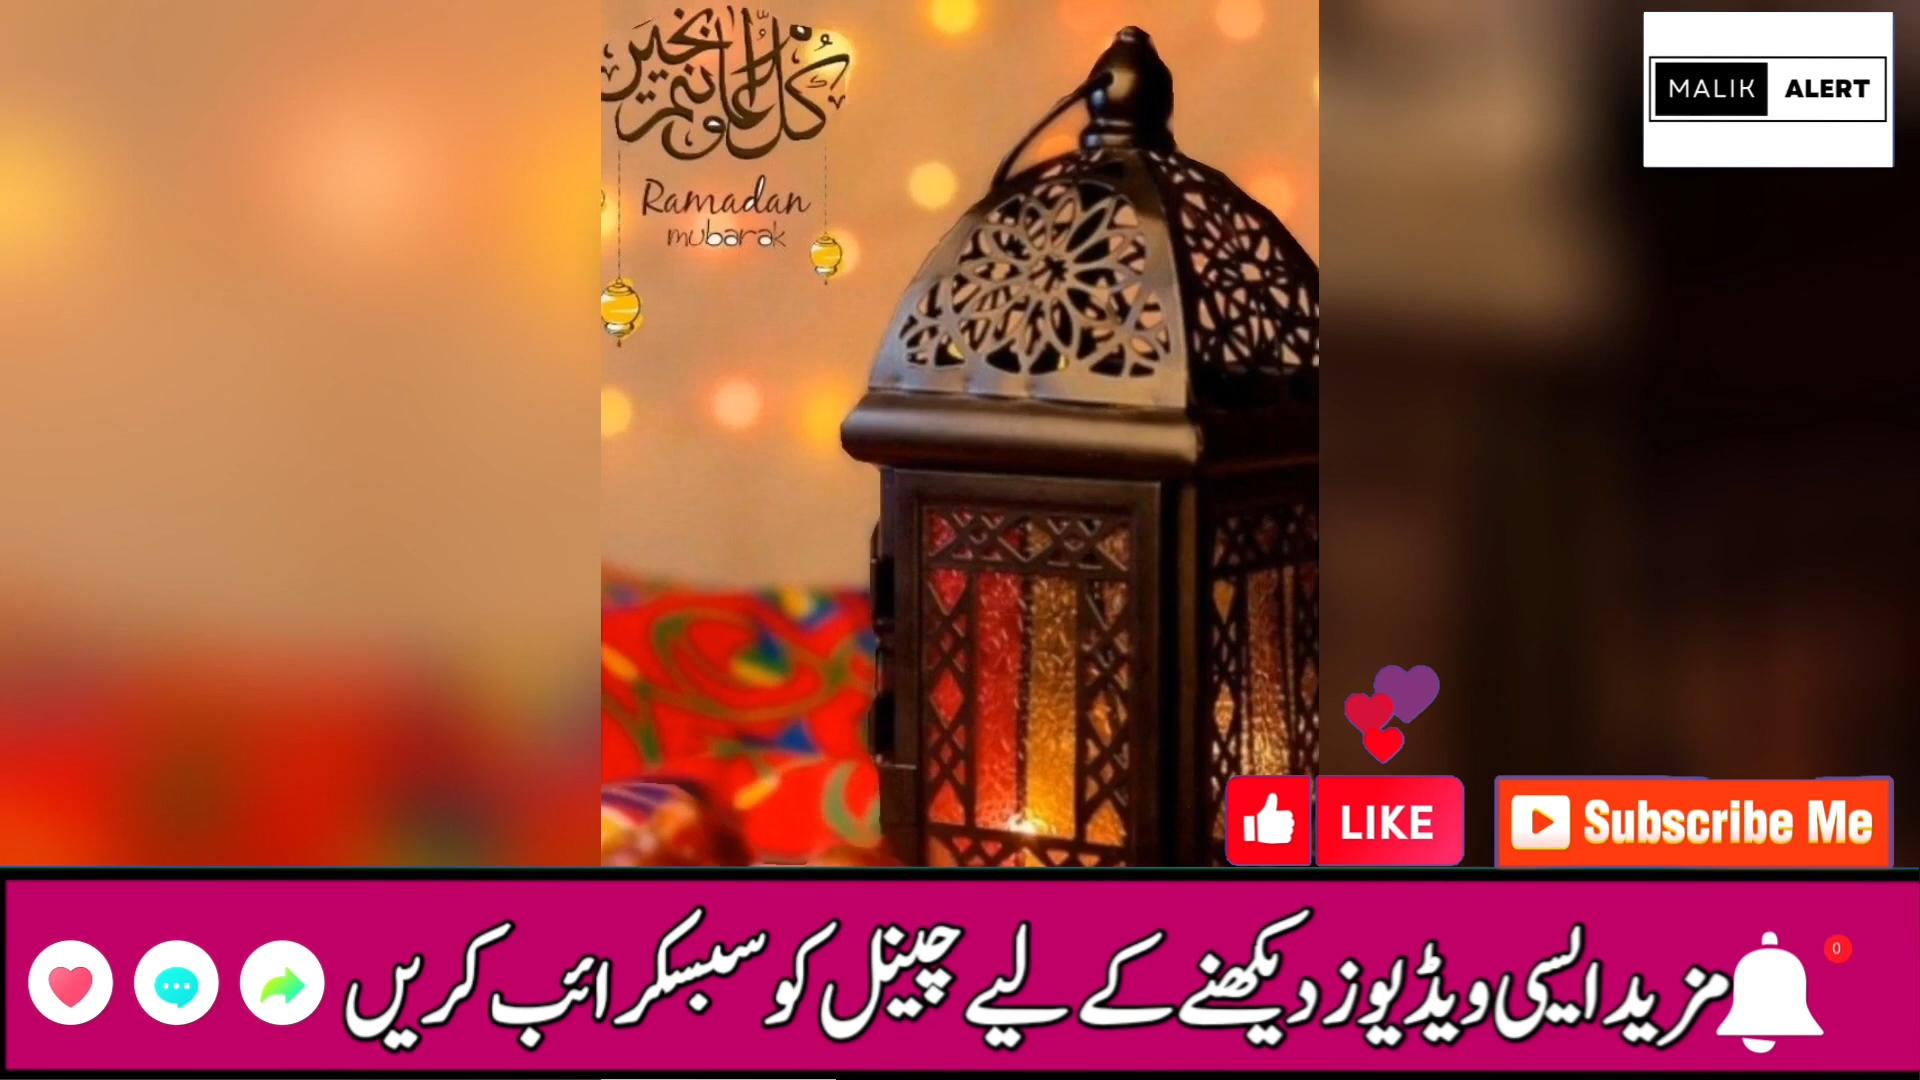 كل عام وأنتم بخير
Ramadan
mubarak
MALIK ALERT
LIKE
Subscribe Me
مزید ایسی ویڈیوز دیکھنے کے لیے چینل کو سبسکرائب کریں
0